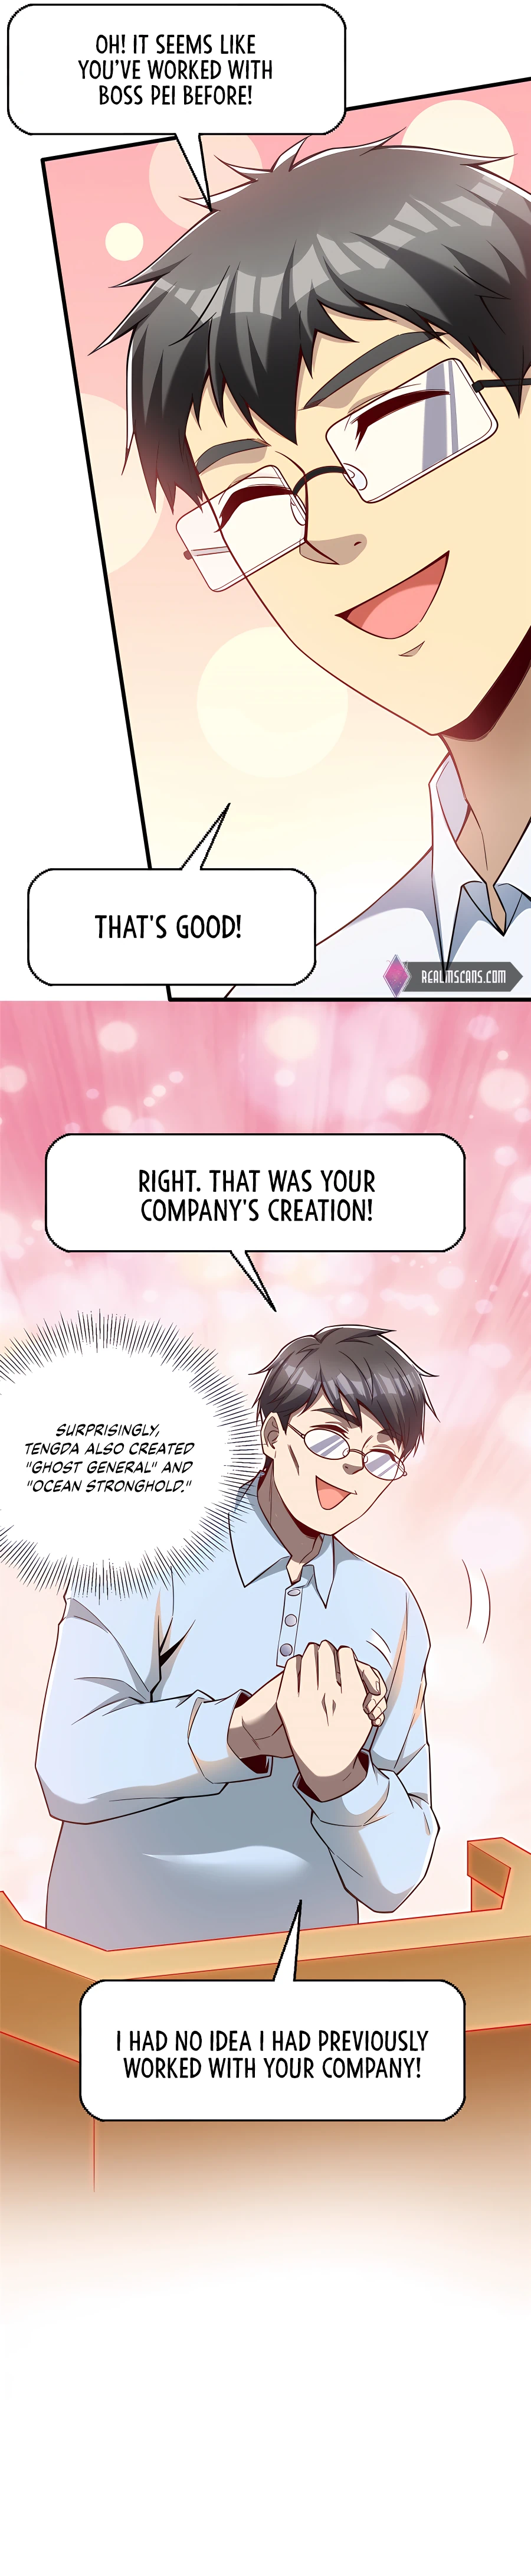 OH! IT SEEMS LIKE
YOU'VE WORKED WITH
BOSS PEI BEFORE!
THAT'S GOOD!
REALMSCANS.COM
RIGHT. THAT WAS YOUR
COMPANY'S CREATION!
SURPRISINGLY,
TENGDA ALSO CREATED
"GHOST GENERAL" AND
"OCEAN STRONGHOLD."
I HAD NO IDEA I HAD PREVIOUSLY
WORKED WITH YOUR COMPANY!